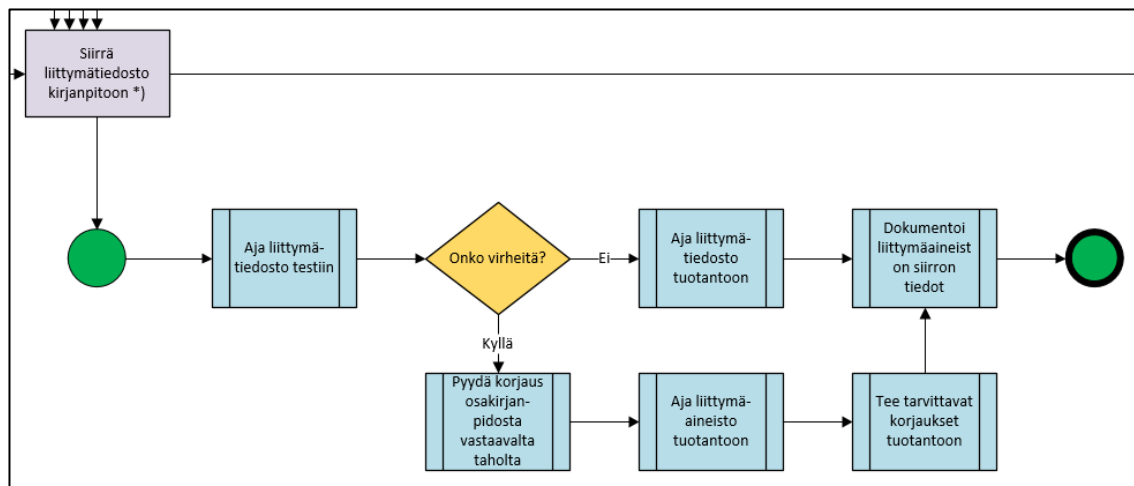 Siirrä
liittymätiedosto
kirjanpitoon *)
Aja liittymä-
tiedosto testiin
Onko virheitä?
Ei
Aja liittymä-
tiedosto
tuotantoon
Dokumentoi
liittymäaineist
on siirron
tiedot
Kyllä
Pyydä korjaus
osakirjan-
pidosta
vastaavalta
taholta
Aja liittymä-
aineisto
tuotantoon
Tee tarvittavat
korjaukset
tuotantoon